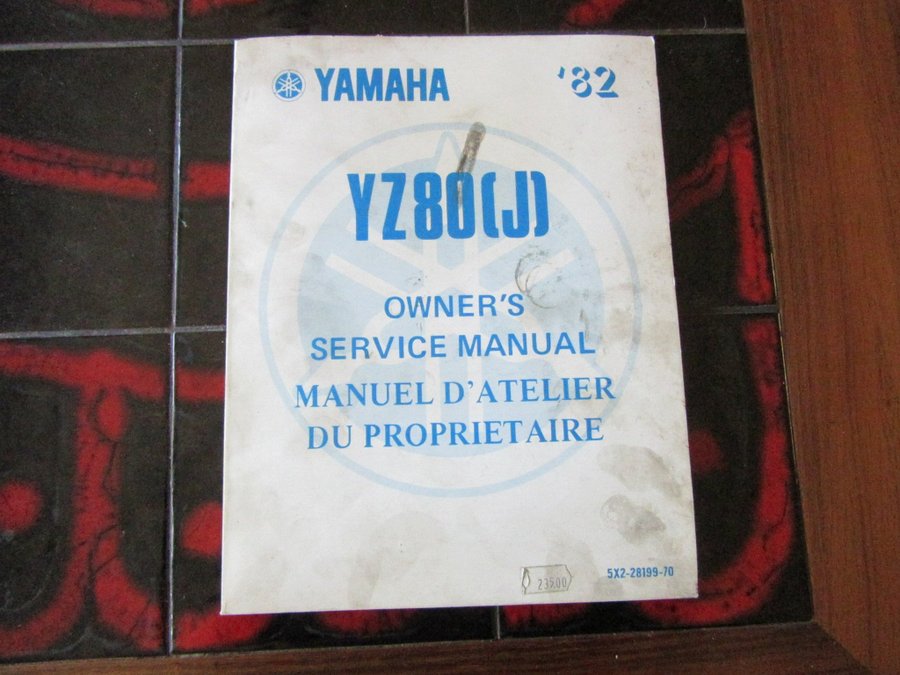 YAMAHA '82
YZ80(J)
OWNER'S
SERVICE MANUAL
MANUEL D'ATELIER
DU PROPRIETAIRE
5X2-28199-70
23500